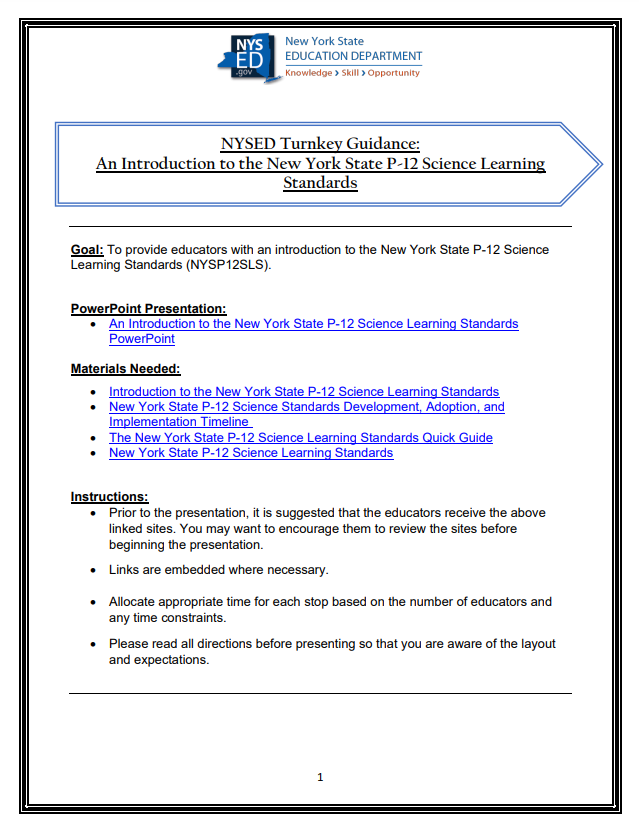 NYS
ED
.gov
New York State
EDUCATION DEPARTMENT
Knowledge › Skill › Opportunity
NYSED Turnkey Guidance:
An Introduction to the New York State P-12 Science Learning
Standards
Goal: To provide educators with an introduction to the New York State P-12 Science
Learning Standards (NYSP12SLS).
PowerPoint Presentation:
• An Introduction to the New York State P-12 Science Learning Standards
PowerPoint
Materials Needed:
• Introduction to the New York State P-12 Science Learning Standards
• New York State P-12 Science Standards Development, Adoption, and
Implementation Timeline
• The New York State P-12 Science Learning Standards Quick Guide
• New York State P-12 Science Learning Standards
Instructions:
• Prior to the presentation, it is suggested that the educators receive the above
linked sites. You may want to encourage them to review the sites before
beginning the presentation.
• Links are embedded where necessary.
• Allocate appropriate time for each stop based on the number of educators and
any time constraints.
• Please read all directions before presenting so that you are aware of the layout
and expectations.
1